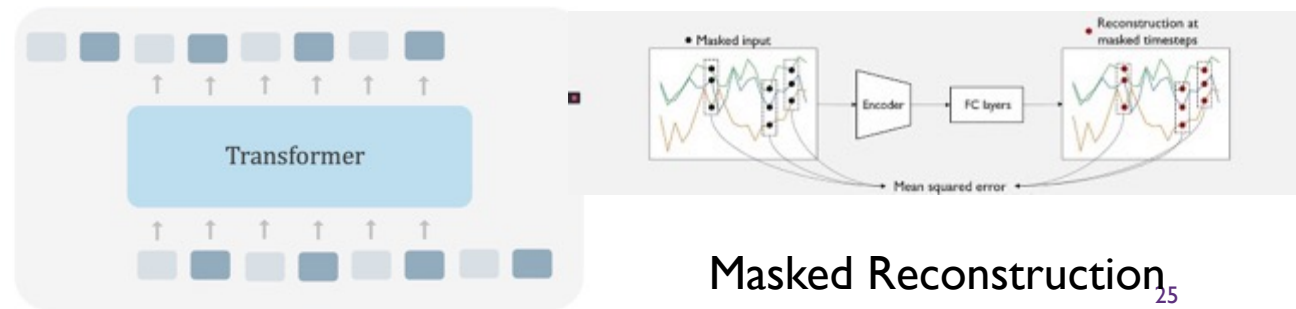 Transformer
Masked input
Reconstruction at
masked timesteps
Encoder
FC layers
Mean squared error
Masked Reconstruction
25